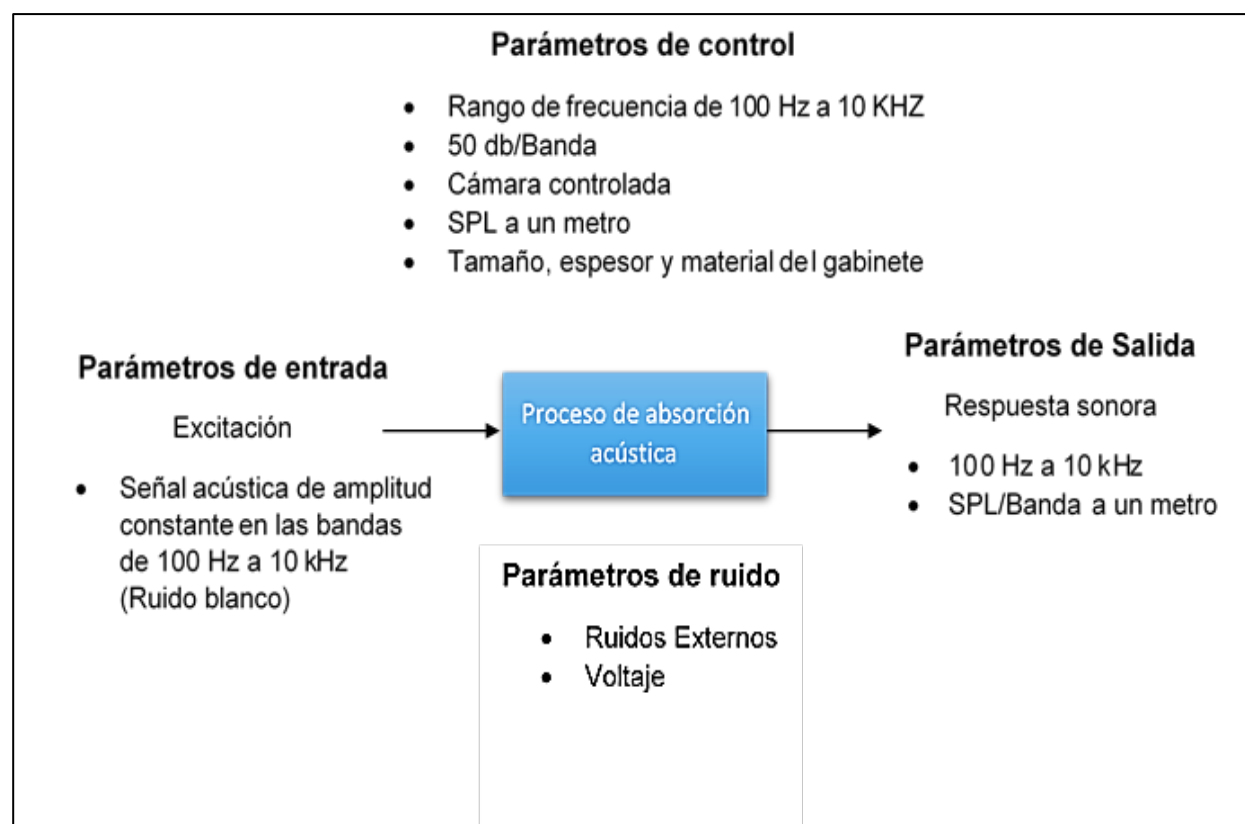 Parámetros de control
• Rango de frecuencia de 100 Hz a 10 KHZ
• 50 db/Banda
• Cámara controlada
• SPL a un metro
• Tamaño, espesor y material del gabinete
Parámetros de entrada
Excitación
• Señal acústica de amplitud
constante en las bandas
de 100 Hz a 10 kHz
(Ruido blanco)
Proceso de absorción
acústica
Parámetros de Salida
Respuesta sonora
• 100 Hz a 10 kHz
• SPL/Banda a un metro
Parámetros de ruido
• Ruidos Externos
• Voltaje